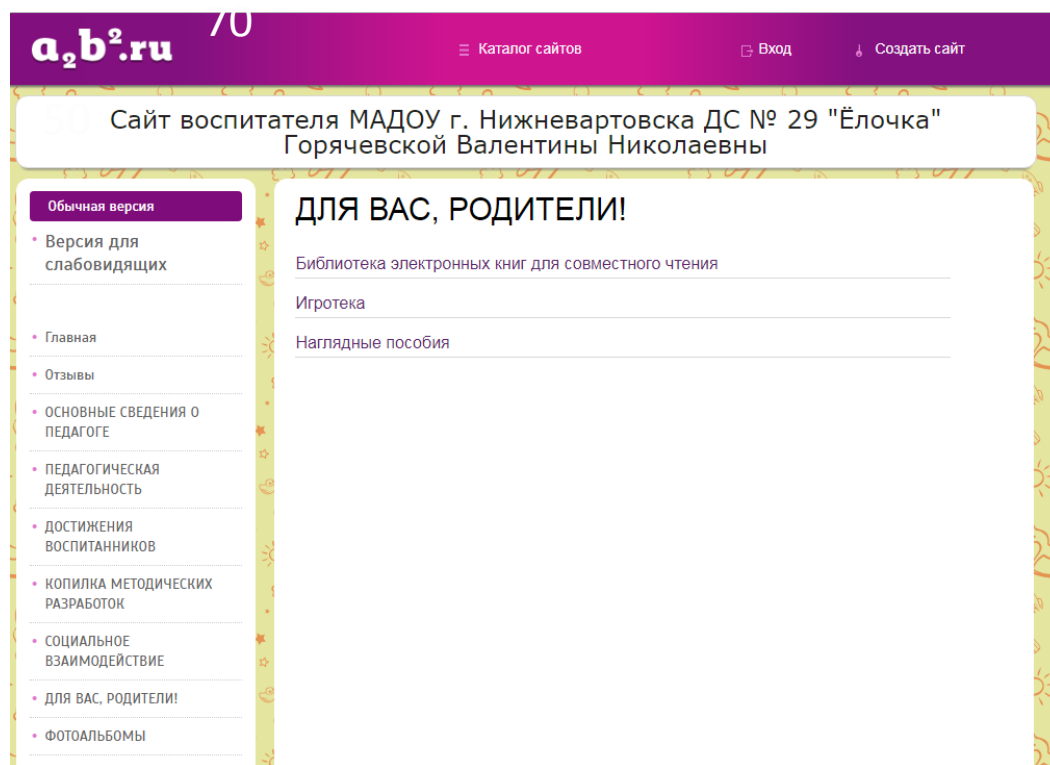 a2b².ru
70
Каталог сайтов
Вход
Создать сайт
50
Сайт воспитателя МАДОУ г. Нижневартовска ДС № 29 "Ёлочка"
Горячевской Валентины Николаевны
Обычная версия
Версия для
слабовидящих
Главная
Отзывы
ОСНОВНЫЕ СВЕДЕНИЯ О
ПЕДАГОГЕ
ПЕДАГОГИЧЕСКАЯ
ДЕЯТЕЛЬНОСТЬ
ДОСТИЖЕНИЯ
ВОСПИТАННИКОВ
КОПИЛКА МЕТОДИЧЕСКИХ
РАЗРАБОТОК
СОЦИАЛЬНОЕ
ВЗАИМОДЕЙСТВИЕ
ДЛЯ ВАС, РОДИТЕЛИ!
ФОТОАЛЬБОМЫ
ДЛЯ ВАС, РОДИТЕЛИ!
Библиотека электронных книг для совместного чтения
Игротека
Наглядные пособия